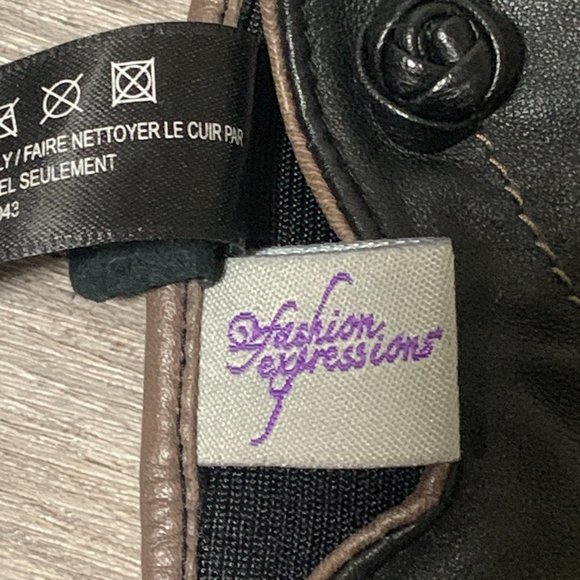 LY / FAIRE NETTOYER LE CUIR PAR
EL SEULEMENT
043
fashion
expressions